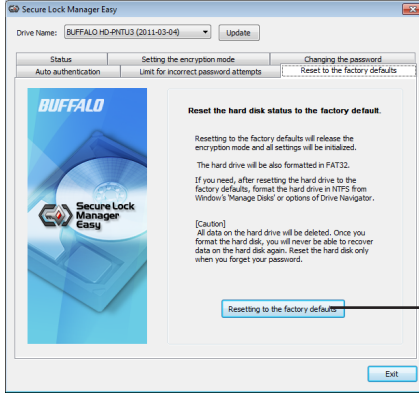 Secure Lock Manager Easy
Drive Name: BUFFALO HD-PNTU3 (2011-03-04) Update
Status Setting the encryption mode Changing the password
Auto authentication Limit for incorrect password attempts Reset to the factory defaults
BUFFALO
Secure Lock
Manager
Easy
Reset the hard disk status to the factory default.
Resetting to the factory defaults will release the
encryption mode and all settings will be initialized.
The hard drive will be also formatted in FAT32.
If you need, after resetting the hard drive to the
factory defaults, format the hard drive in NTFS from
Window's 'Manage Disks' or options of Drive Navigator.
[Caution]
All data on the hard drive will be deleted. Once you
format the hard disk, you will never be able to recover
data on the hard disk again. Reset the hard disk only
when you forget your password.
Resetting to the factory defaults
Exit